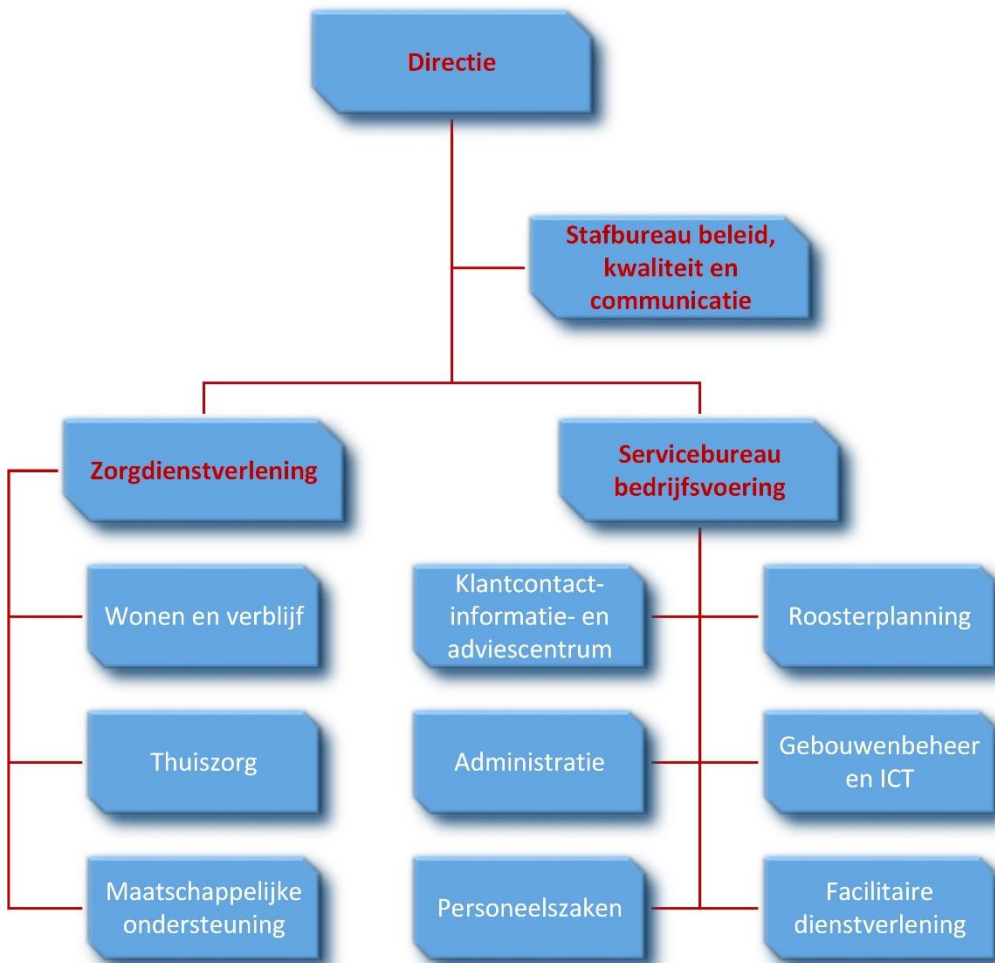 Directie
Stafbureau beleid,
kwaliteit en
communicatie
Zorgdienstverlening
Servicebureau
bedrijfsvoering
Wonen en verblijf
Klantcontact-
informatie- en
adviescentrum
Roosterplanning
Thuiszorg
Administratie
Gebouwenbeheer
en ICT
Maatschappelijke
ondersteuning
Personeelszaken
Facilitaire
dienstverlening